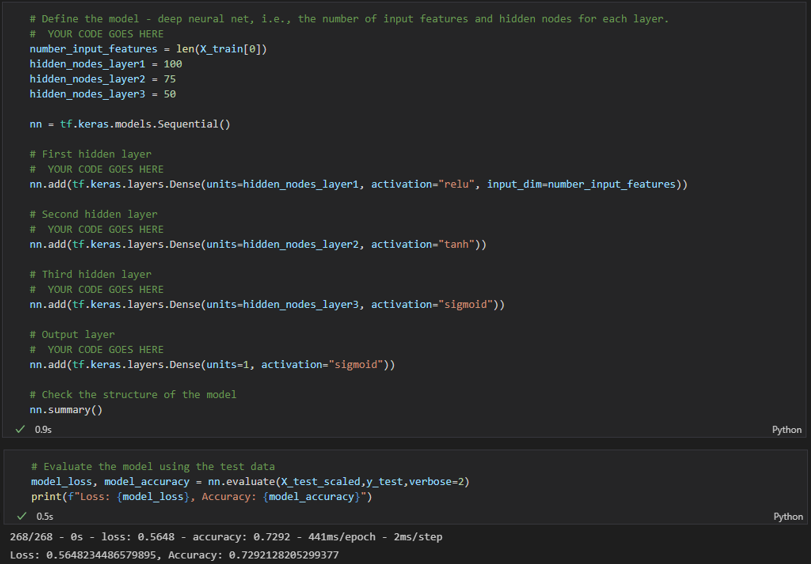 # Define the model - deep neural net, i.e., the number of input features and hidden nodes for each layer.
#  YOUR CODE GOES HERE
number_input_features = len(X_train[0])
hidden_nodes_layer1 = 100
hidden_nodes_layer2 = 75
hidden_nodes_layer3 = 50
nn = tf.keras.models.Sequential()
# First hidden layer
#  YOUR CODE GOES HERE
nn.add(tf.keras.layers.Dense(units=hidden_nodes_layer1, activation="relu", input_dim=number_input_features))
# Second hidden layer
#  YOUR CODE GOES HERE
nn.add(tf.keras.layers.Dense(units=hidden_nodes_layer2, activation="tanh"))
# Third hidden layer
#  YOUR CODE GOES HERE
nn.add(tf.keras.layers.Dense(units=hidden_nodes_layer3, activation="sigmoid"))
# Output layer
#  YOUR CODE GOES HERE
nn.add(tf.keras.layers.Dense(units=1, activation="sigmoid"))
# Check the structure of the model
nn.summary()
✓ 0.9s Python
# Evaluate the model using the test data
model_loss, model_accuracy = nn.evaluate(X_test_scaled,y_test,verbose=2)
print(f"Loss: {model_loss}, Accuracy: {model_accuracy}")
✓ 0.5s Python
268/268 - 0s - loss: 0.5648 - accuracy: 0.7292 - 441ms/epoch - 2ms/step
Loss: 0.5648234486579895, Accuracy: 0.7292128205299377